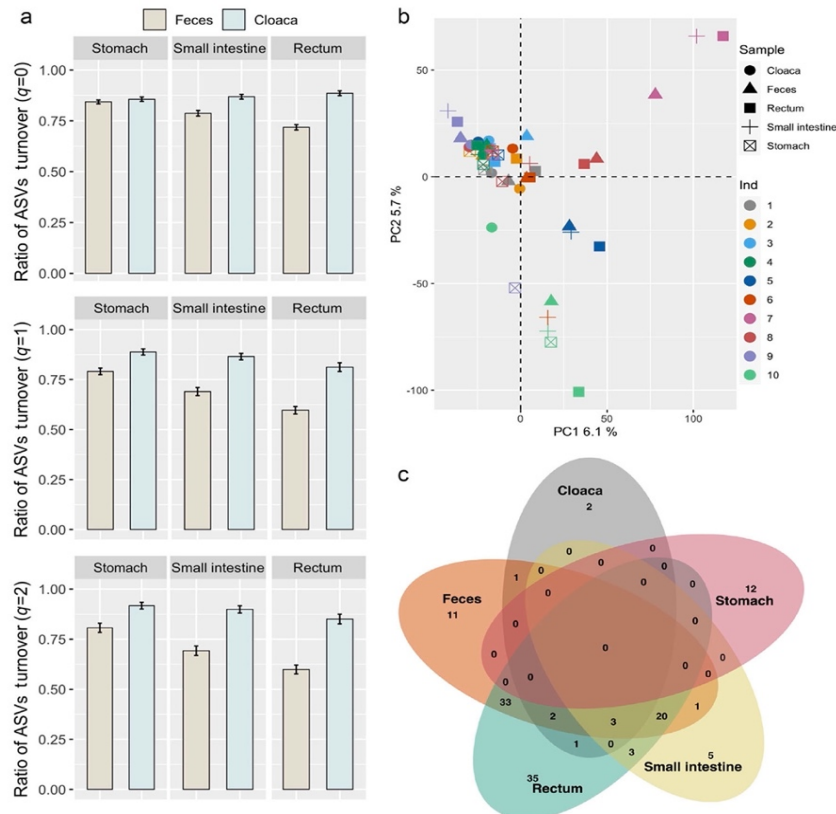 a
Feces Cloaca
Stomach Small intestine Rectum
Ratio of ASVs turnover (q=0)
1.00
0.75
0.50
0.25
0.00
Stomach Small intestine Rectum
Ratio of ASVs turnover (q=1)
1.00
0.75
0.50
0.25
0.00
Stomach Small intestine Rectum
Ratio of ASVs turnover (q=2)
1.00
0.75
0.50
0.25
0.00
b
PC2 5.7 %
50
0
-50
-100
0 50 100
PC1 6.1 %
Sample
Cloaca
Feces
Rectum
Small intestine
Stomach
Ind
1
2
3
4
5
6
7
8
9
10
c
Cloaca
2
0 0
0 0 0
1 0 0 0
Feces
11
12
Stomach
0 0
0 0
0 0 0 0
0 0 0
33 2 3 20 1
1 0 3
5
Small intestine
35
Rectum